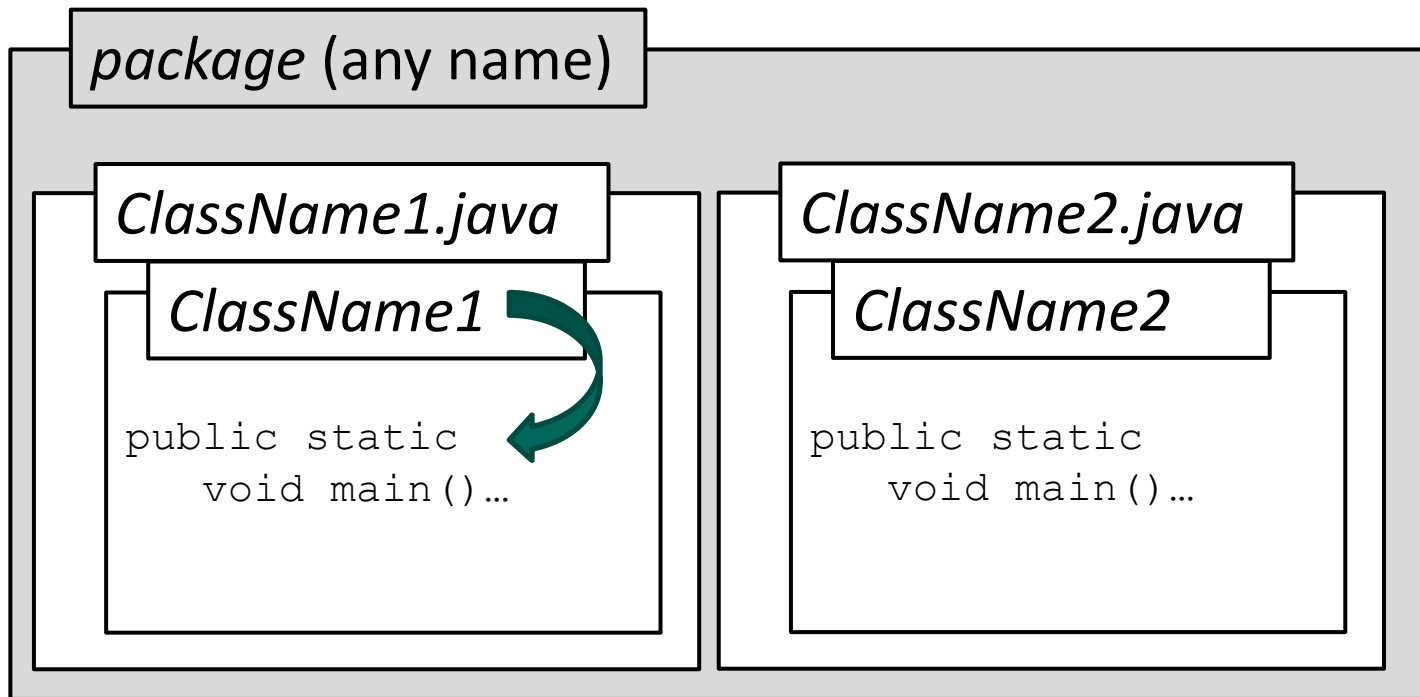 package (any name)
ClassName1.java
ClassName1
public static
void main()…
ClassName2.java
ClassName2
public static
void main()…